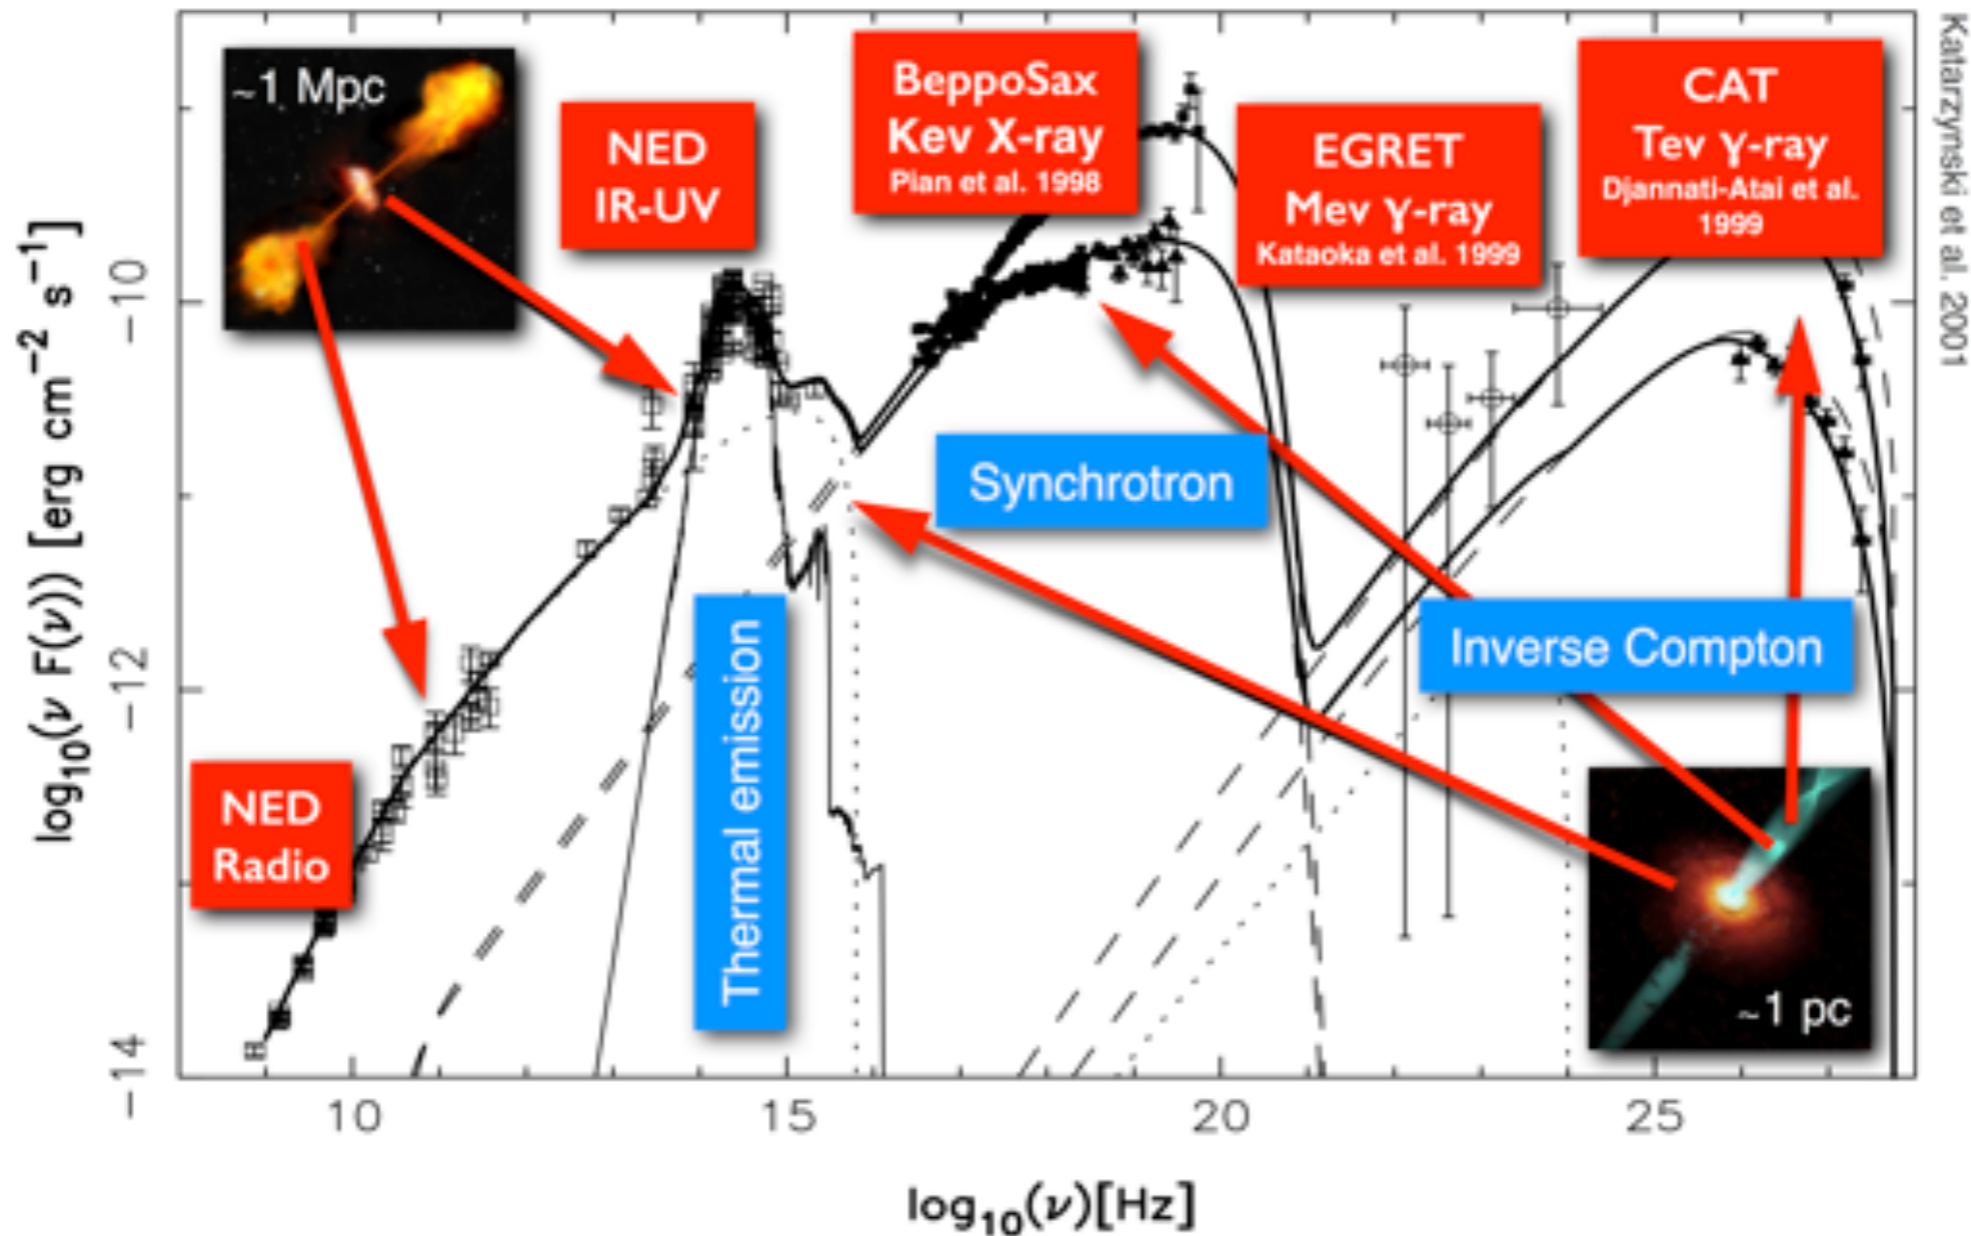 ~1 Mpc
NED
IR-UV
BeppoSax
Kev X-ray
Pian et al. 1998
EGRET
Mev γ-ray
Kataoka et al. 1999
CAT
Tev γ-ray
Djannati-Atai et al.
1999
Katarzynski et al. 2001
log₁₀(ν F(ν)) [erg cm⁻² s⁻¹]
−10
−12
−14
Synchrotron
Inverse Compton
Thermal emission
NED
Radio
~1 pc
10
15
20
25
log₁₀(ν)[Hz]